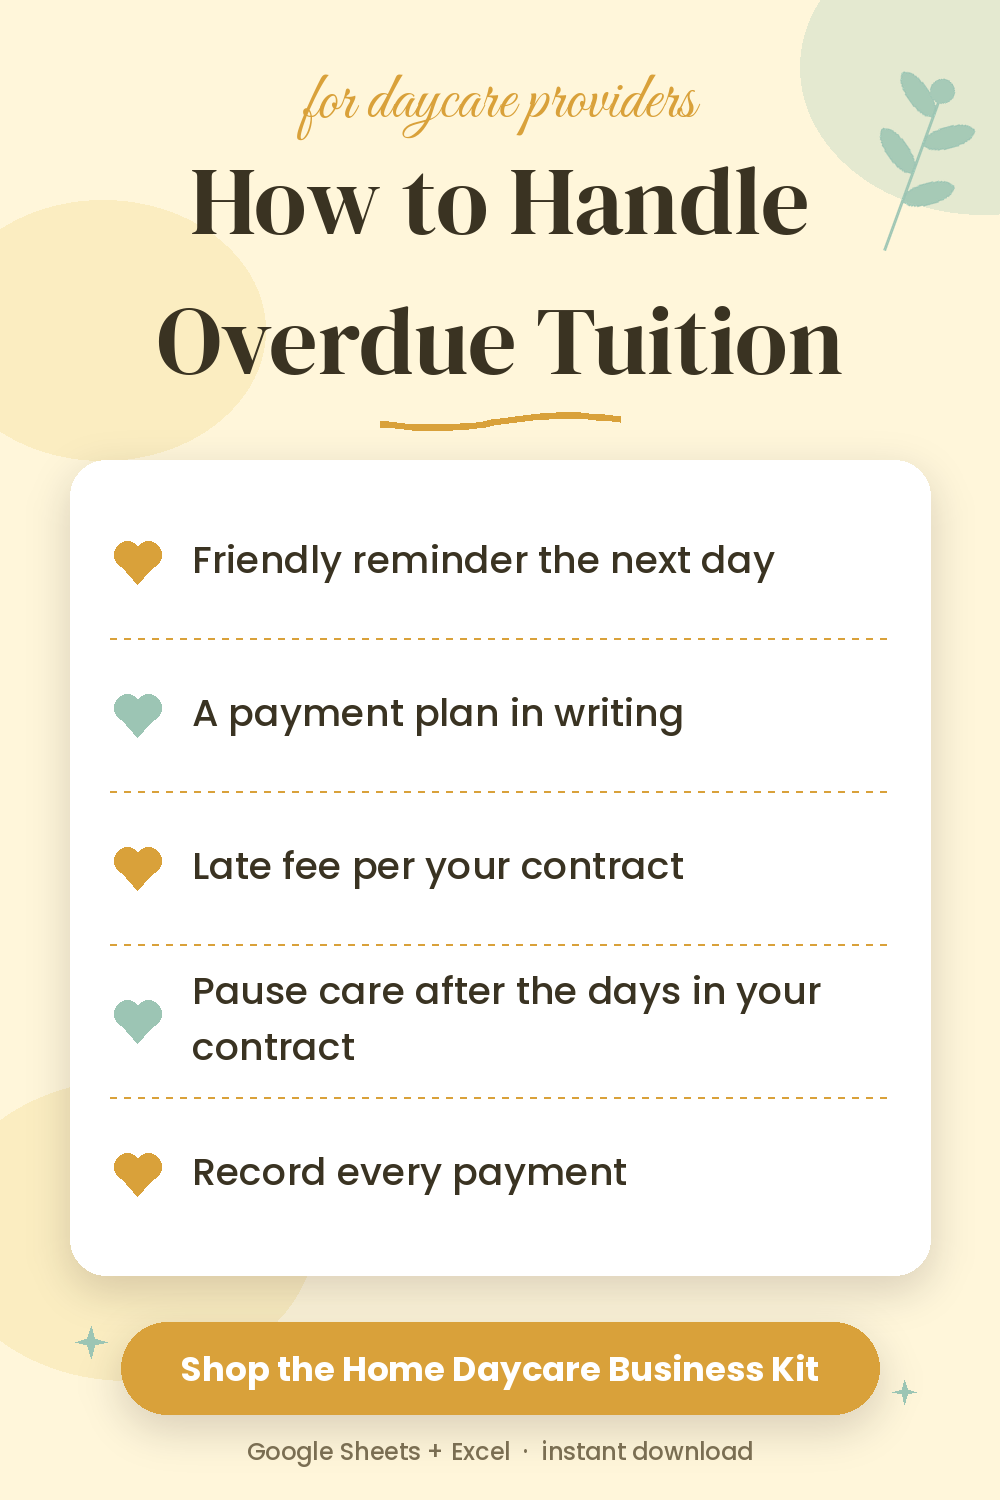 for daycare providers
How to Handle
Overdue Tuition
Friendly reminder the next day
A payment plan in writing
Late fee per your contract
Pause care after the days in your
contract
Record every payment
Shop the Home Daycare Business Kit
Google Sheets + Excel · instant download